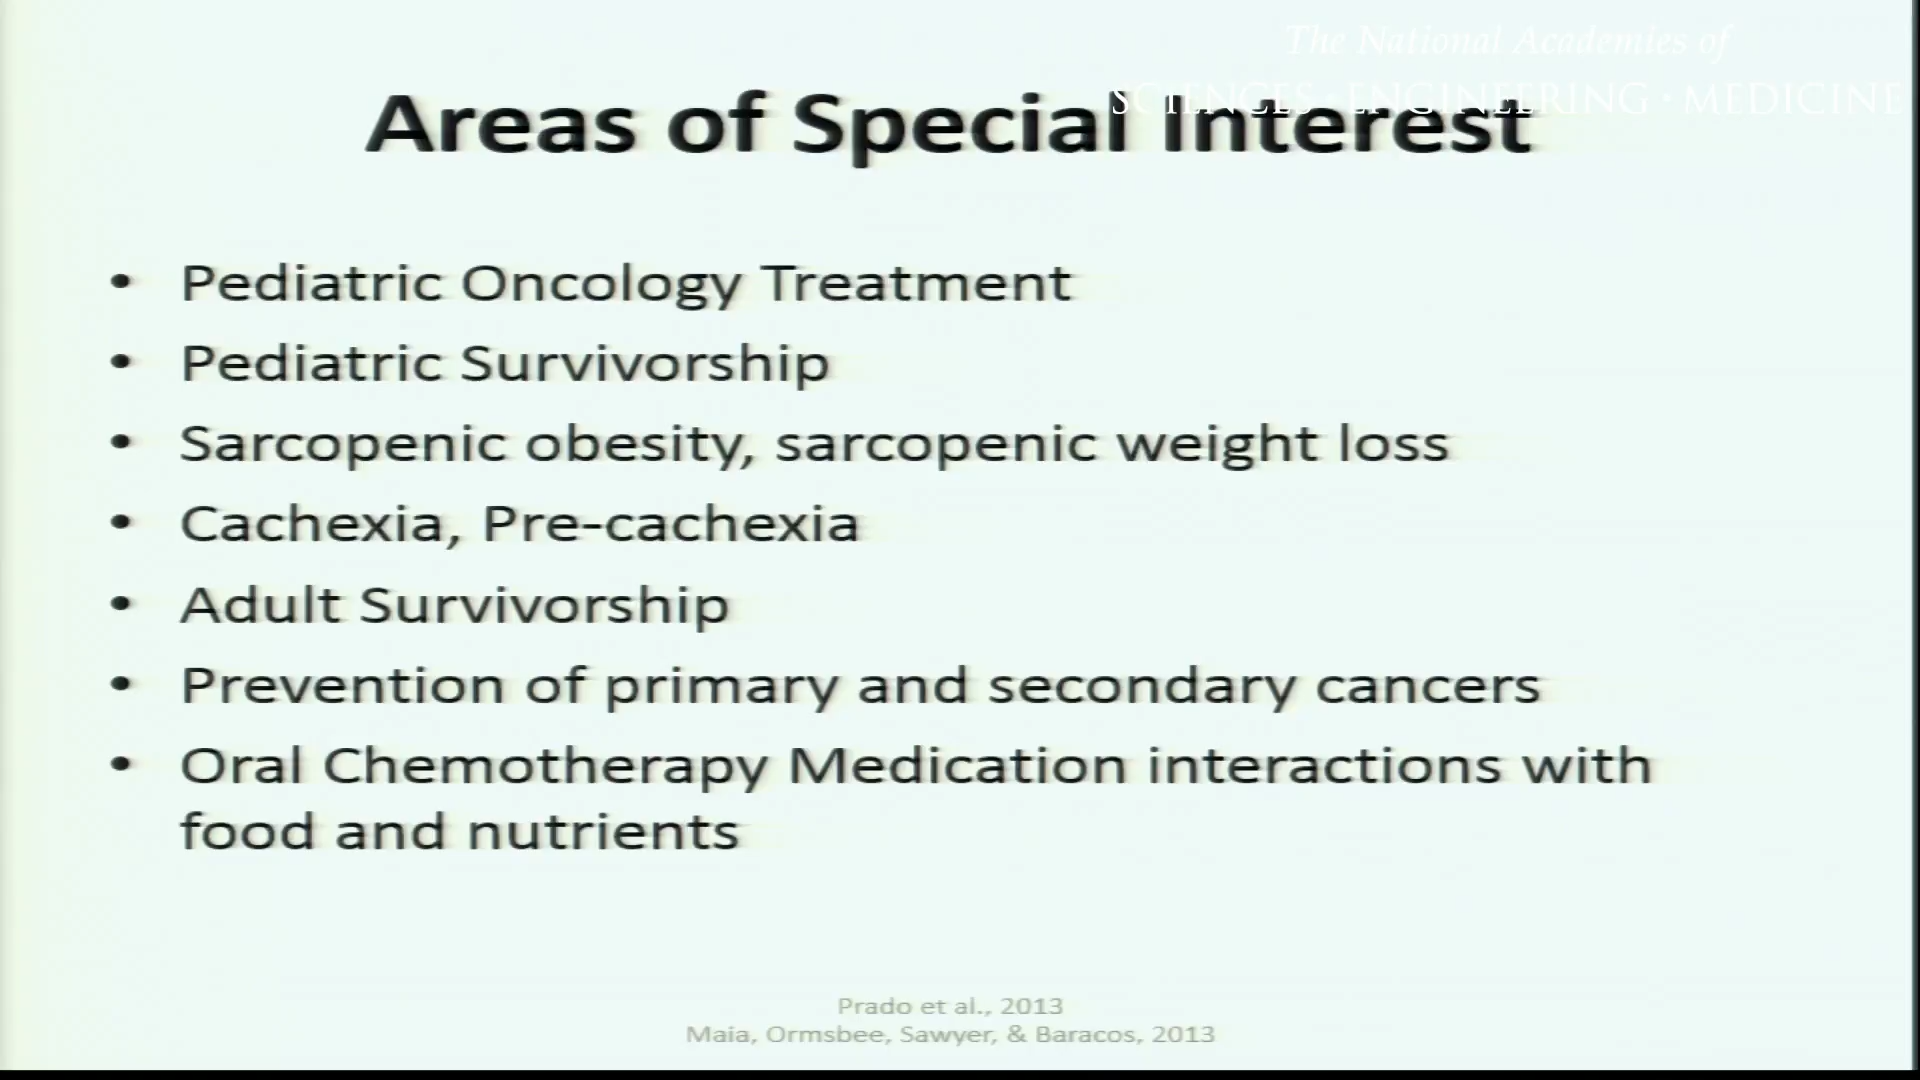 The National Academies of
SCIENCES · ENGINEERING · MEDICINE
Areas of Special Interest
• Pediatric Oncology Treatment
• Pediatric Survivorship
• Sarcopenic obesity, sarcopenic weight loss
• Cachexia, Pre-cachexia
• Adult Survivorship
• Prevention of primary and secondary cancers
• Oral Chemotherapy Medication interactions with
food and nutrients
Prado et al., 2013
Maia, Ormsbee, Sawyer, & Baracos, 2013